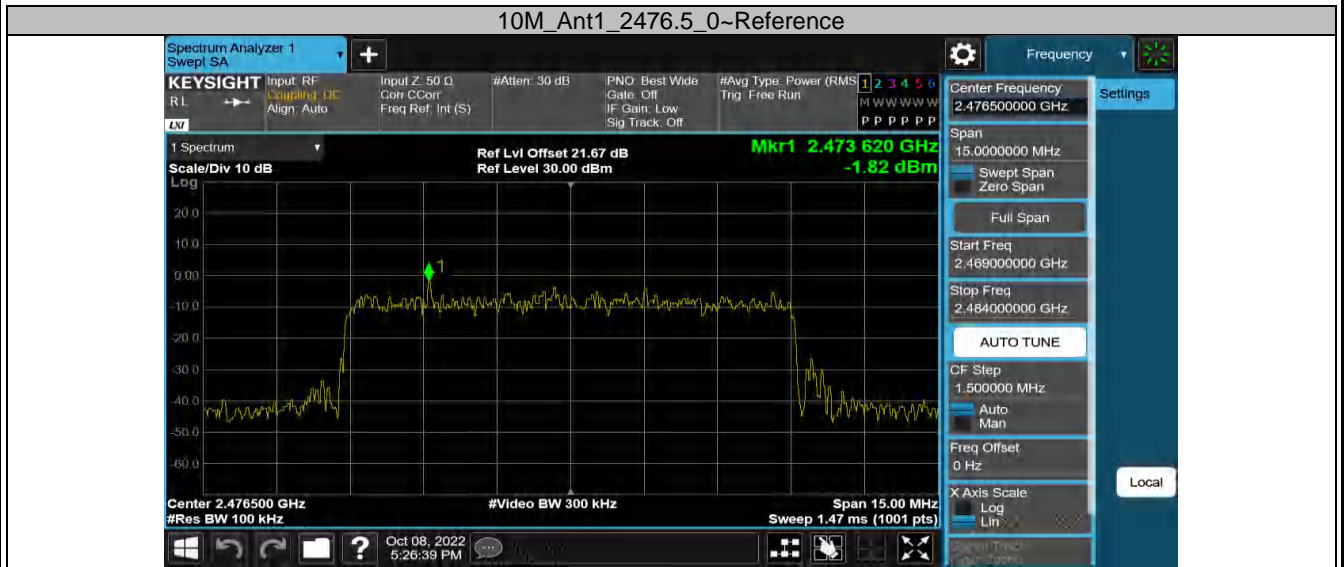 10M_Ant1_2476.5_0~Reference
Spectrum Analyzer 1
Swept SA
+
Frequency
KEYSIGHT
RL
LXI
Input: RF
Coupling: DC
Align: Auto
Input Z: 50 Ω
Corr CCorr
Freq Ref: Int (S)
#Atten: 30 dB
PNO: Best Wide
Gate: Off
IF Gain: Low
Sig Track: Off
#Avg Type: Power (RMS
Trig: Free Run
1 2 3 4 5 6
M W W W W W
P P P P P P
Center Frequency
2.476500000 GHz
Settings
1 Spectrum
Scale/Div 10 dB
Log
Ref Lvl Offset 21.67 dB
Ref Level 30.00 dBm
Mkr1 2.473 620 GHz
-1.82 dBm
Span
15.0000000 MHz
Swept Span
Zero Span
Full Span
Start Freq
2.469000000 GHz
Stop Freq
2.484000000 GHz
AUTO TUNE
CF Step
1.500000 MHz
Auto
Man
Freq Offset
0 Hz
X Axis Scale
Log
Lin
Local
20.0
10.0
0.00
-10.0
-20.0
-30.0
-40.0
-50.0
-60.0
1
Center 2.476500 GHz
#Res BW 100 kHz
#Video BW 300 kHz
Span 15.00 MHz
Sweep 1.47 ms (1001 pts)
?
Oct 08, 2022
5:26:39 PM